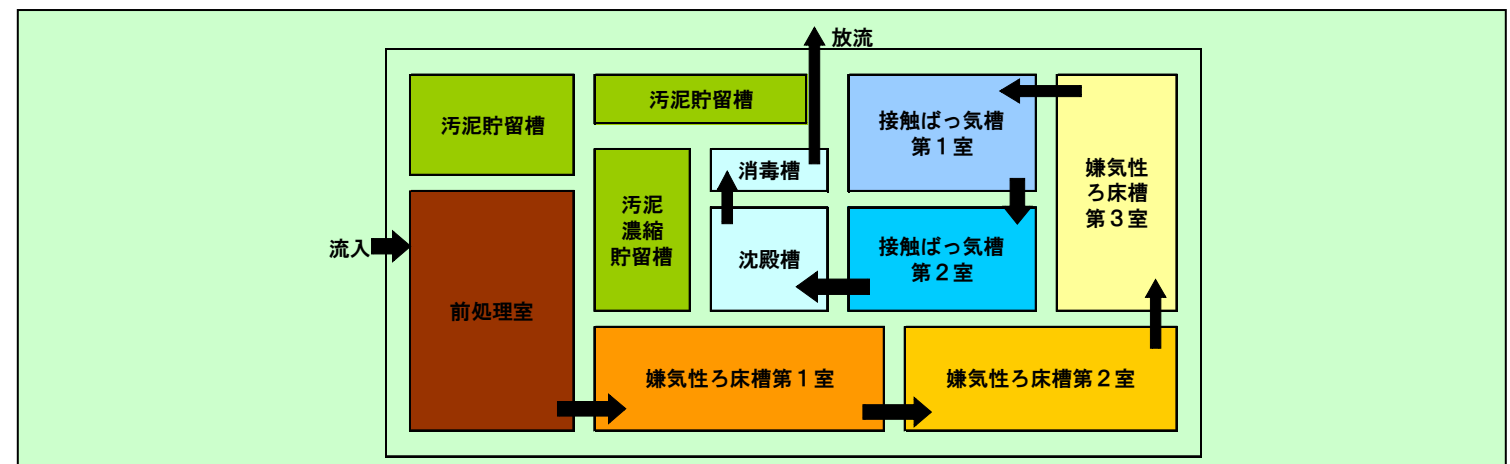 放流
汚泥貯留槽
汚泥貯留槽
接触ばっ気槽
第１室
嫌気性
ろ床槽
第３室
消毒槽
汚泥
濃縮
貯留槽
流入
沈殿槽
接触ばっ気槽
第２室
前処理室
嫌気性ろ床槽第１室
嫌気性ろ床槽第２室